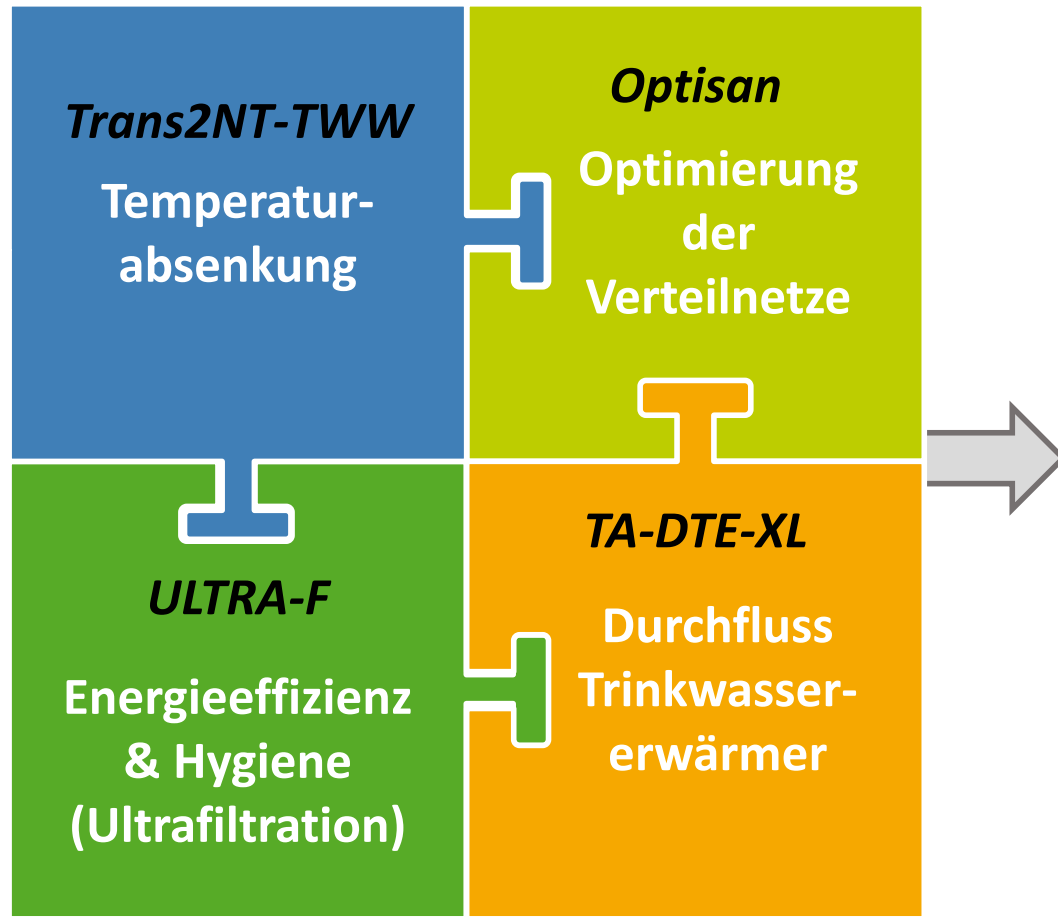 Trans2NT-TWW
Temperatur-
absenkung
Optisan
Optimierung
der
Verteilnetze
ULTRA-F
Energieeffizienz
& Hygiene
(Ultrafiltration)
TA-DTE-XL
Durchfluss
Trinkwasser-
erwärmer